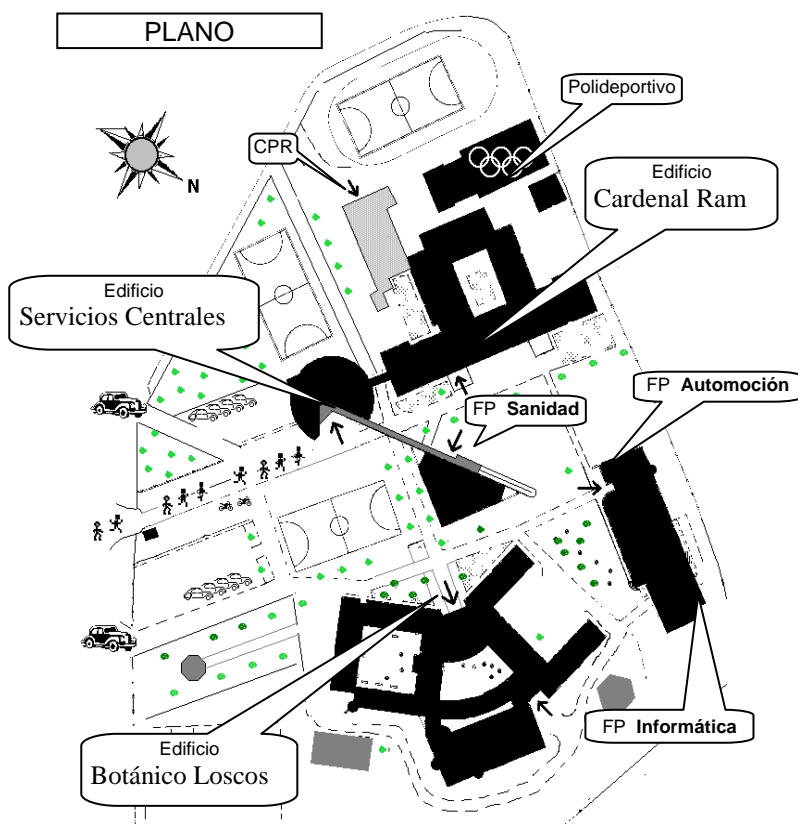 PLANO
Polideportivo
CPR
Edificio
Cardenal Ram
N
Edificio
Servicios Centrales
FP Automoción
FP Sanidad
FP Informática
Edificio
Botánico Loscos